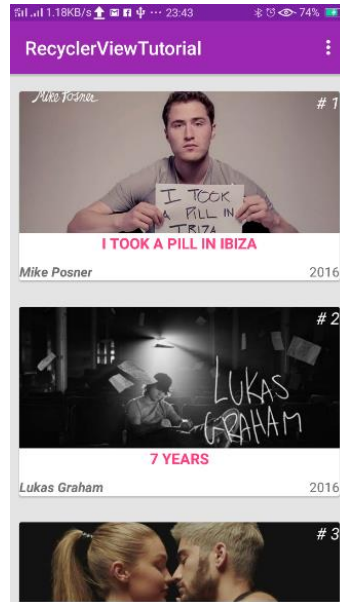 1.18KB/s ... 23:43 74%
RecyclerViewTutorial
Mike Posner
# 1
I TOOK
A PILL IN
IBIZA
I TOOK A PILL IN IBIZA
Mike Posner 2016
# 2
LUKAS
GRAHAM
7 YEARS
Lukas Graham 2016
# 3